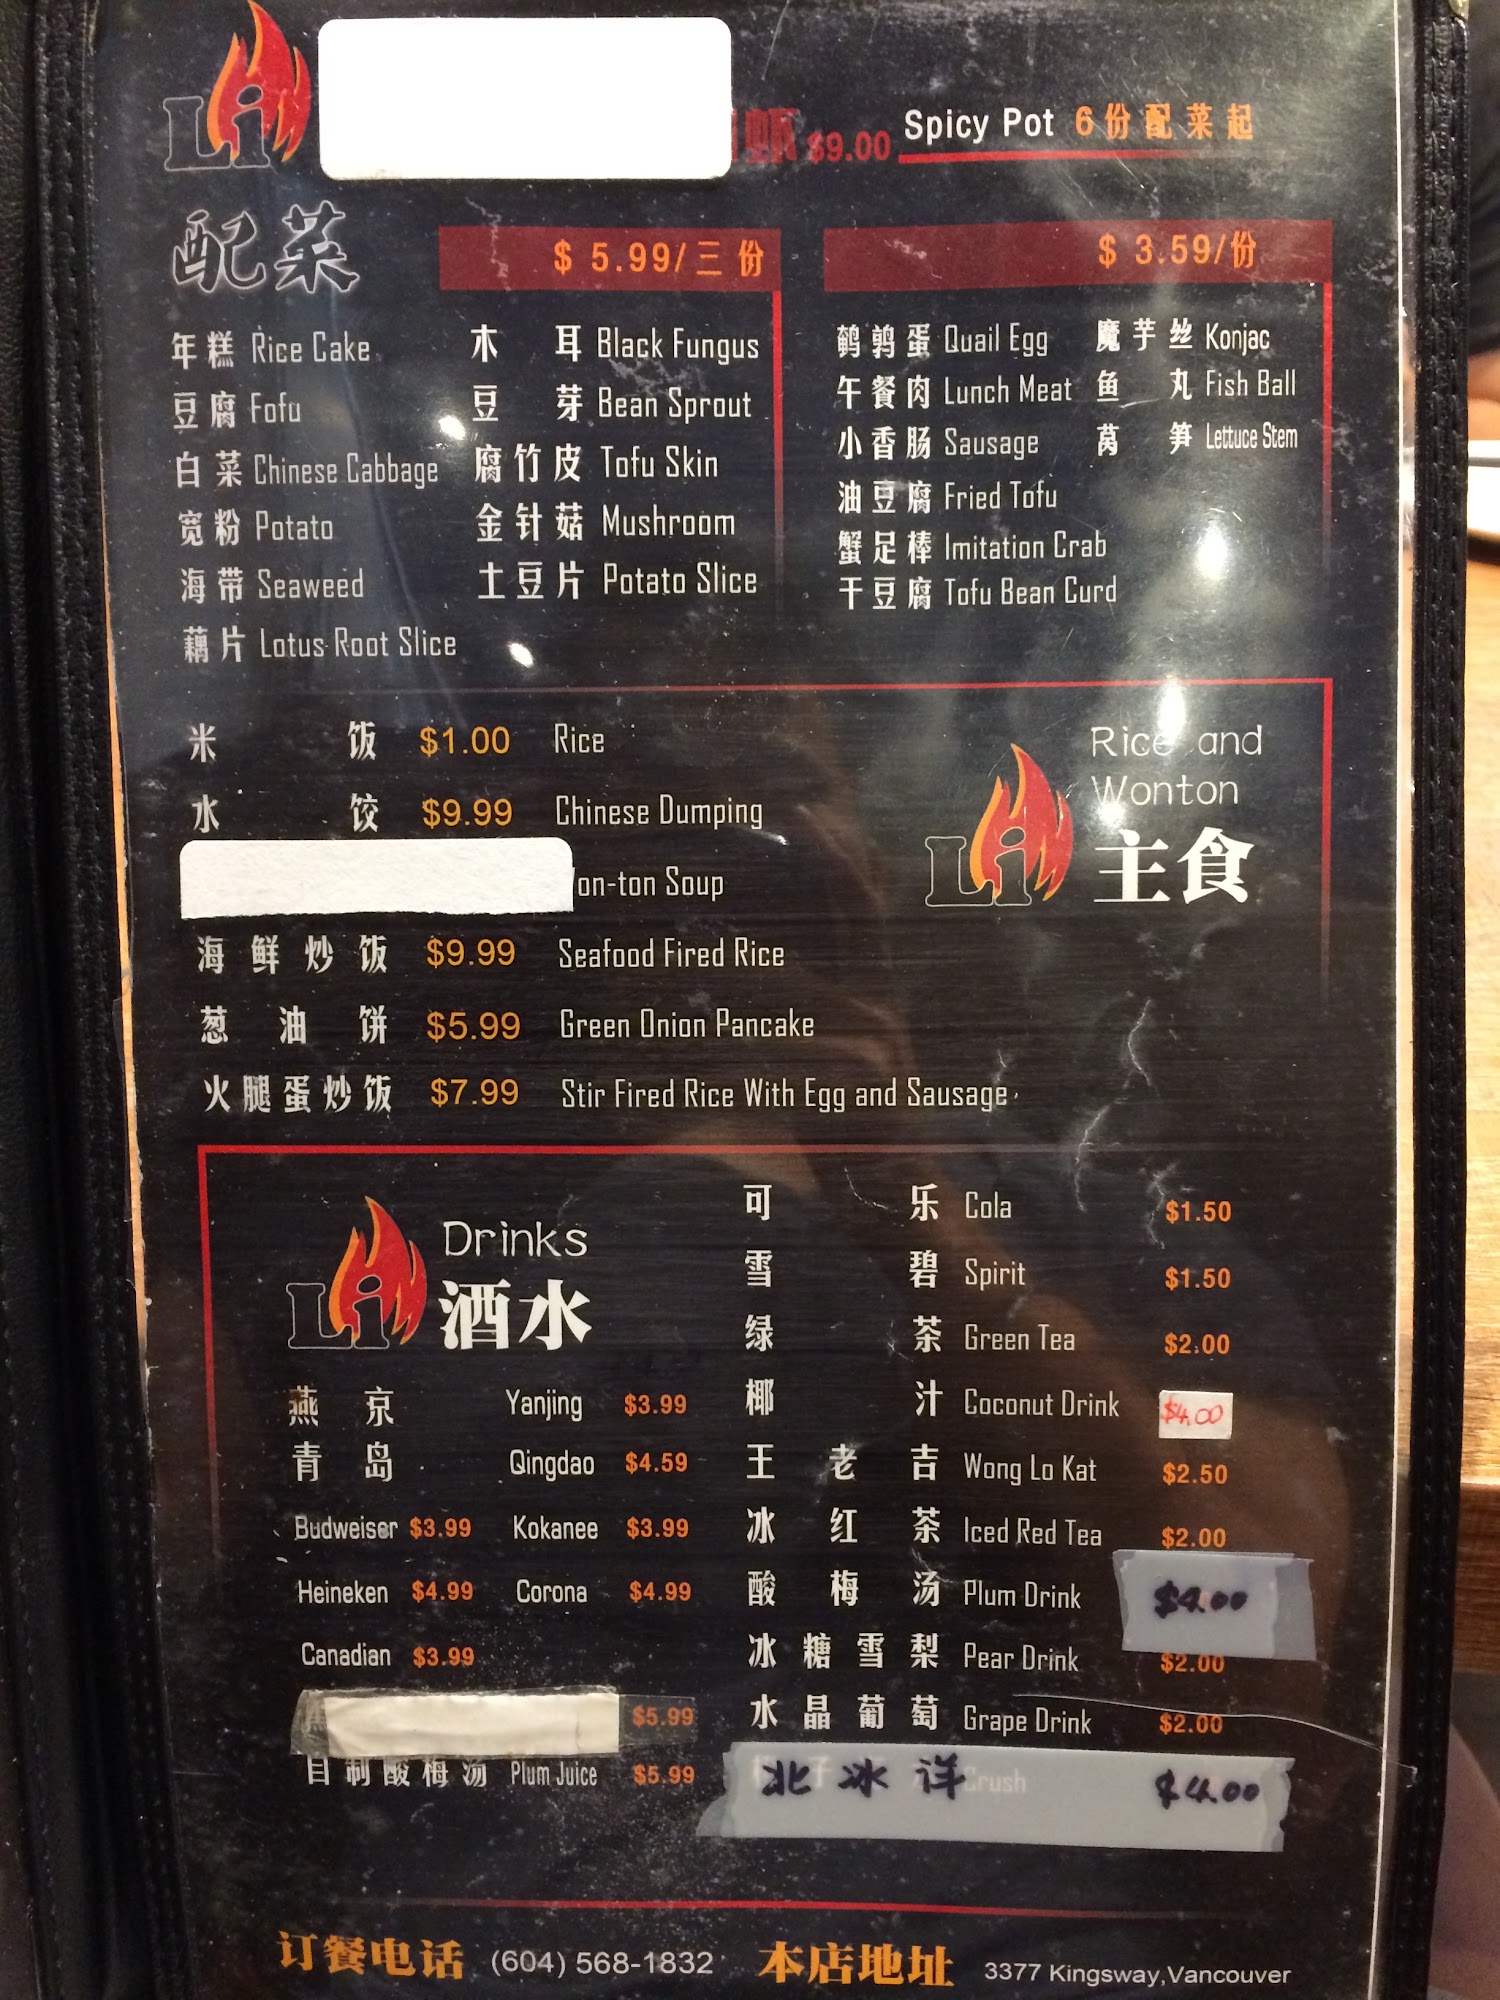 Li
虾 $9.00 Spicy Pot 6份配菜起
配菜
$ 5.99/三份
$ 3.59/份
年糕 Rice Cake
豆腐 Fofu
白菜 Chinese Cabbage
宽粉 Potato
海带 Seaweed
藕片 Lotus Root Slice
木耳 Black Fungus
豆芽 Bean Sprout
腐竹皮 Tofu Skin
金针菇 Mushroom
土豆片 Potato Slice
鹌鹑蛋 Quail Egg
午餐肉 Lunch Meat
小香肠 Sausage
油豆腐 Fried Tofu
蟹足棒 Imitation Crab
干豆腐 Tofu Bean Curd
魔芋丝 Konjac
鱼丸 Fish Ball
莴笋 Lettuce Stem
米饭 $1.00 Rice
水饺 $9.99 Chinese Dumping
on-ton Soup
海鲜炒饭 $9.99 Seafood Fired Rice
葱油饼 $5.99 Green Onion Pancake
火腿蛋炒饭 $7.99 Stir Fired Rice With Egg and Sausage
Rice and
Wonton
Li 主食
Drinks
Li 酒水
燕京 Yanjing $3.99
青岛 Qingdao $4.59
Budweiser $3.99 Kokanee $3.99
Heineken $4.99 Corona $4.99
Canadian $3.99
$5.99
自制酸梅汤 Plum Juice $5.99
可乐 Cola $1.50
雪碧 Spirit $1.50
绿茶 Green Tea $2.00
椰汁 Coconut Drink $4.00
王老吉 Wong Lo Kat $2.50
冰红茶 Iced Red Tea $2.00
酸梅汤 Plum Drink $4.00
冰糖雪梨 Pear Drink $2.00
水晶葡萄 Grape Drink $2.00
北冰洋 Crush $4.00
订餐电话 (604) 568-1832 本店地址 3377 Kingsway,Vancouver